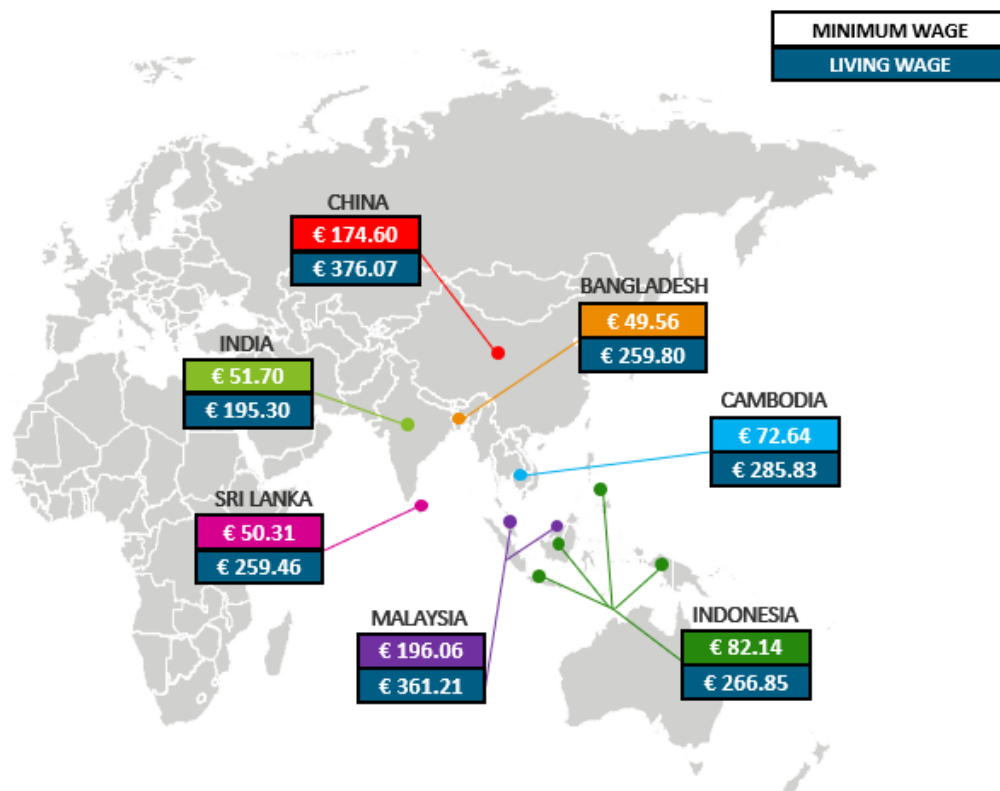 MINIMUM WAGE
LIVING WAGE
CHINA
€ 174.60
€ 376.07
BANGLADESH
€ 49.56
€ 259.80
INDIA
€ 51.70
€ 195.30
CAMBODIA
€ 72.64
€ 285.83
SRI LANKA
€ 50.31
€ 259.46
MALAYSIA
€ 196.06
€ 361.21
INDONESIA
€ 82.14
€ 266.85